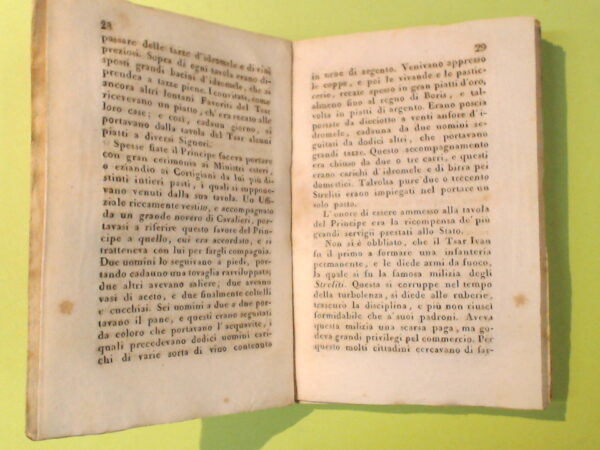 28
passare delle tazze d'idromele e di vini
preziosi. Sopra di ogni tavola erano di-
sposti grandi bacini d'idromele, che si
prendea a tazze piene. I convitati, come
ancora altri lontani Favoriti del Tsar
riceverano un piatto, ch'era recato alle
loro case; e così, cadaun giorno, si
portavano dalla tavola del Tsar alcuni
piatti a diversi Signori.
Spesse fiate il Principe facera portare
con gran cerimonia ai Ministri esteri,
o eziandio ai Cortigiani da lui più di-
stimti intieri pasti, i quali si suppone-
vano venuti dalla sua tavola. Un Uffi-
ziale riccamente vestito, e accompagnato
da un grande novero di Cavalieri, por-
tavasi a riferire questo favore del Prin-
cipe a quello, cui era accordato, e si
tratteneva con lui per fargli compagnia.
Due uomini lo seguivano a piedi, por-
tando cadauno una tovaglia ravviluppata;
due altri avevano saliere; due aveano
vasi di aceto, e due finalmente coltelli
e cucchiai. Sei uomini a due a due por-
tavano il pane, e questi erano seguitati
da coloro che portavano l'acquavite, i
quali precedevano dodici uomini cari-
chi di varie sorta di vino contenuto
29
in urne di argento. Venivano appresso
le coppe, e poi le vivande e le pastic-
cerie, recate spesso in gran piatti d'oro,
almeno fino al regno di Boris, e tal-
volta in piatti di argento. Erano poscia
portate da diciotto a venti anfore d'i-
dromele, cadauna da due uomini se-
guitati da dodici altri, che portavano
grandi tazze. Questo accompagnamento
era chiuso da due o tre carri, e questi
erano carichi d'idromele e di birra pei
domestici. Talvolta pure due o trecento
Streliti erano impiegati nel portare un
solo pasto.
L'onore di essere ammesso alla tavola
del Principe era la ricompensa de' più
grandi servigii prestati allo Stato.
Non si è obbliato, che il Tsar Ivan
fu il primo a formare una infanteria
permanente, e le diede armi da fuoco,
la quale si fu la famosa milizia degli
Streliti. Questa si corruppe nel tempo
della turbolenza, si diede alle ruberie,
trascurò la disciplina, e più non riuscì
formidabile che a'suoi padroni. Aveva
questa milizia una scarsa paga, ma go-
deva grandi privilegi pel commercio. Per
questo molti cittadini cercavano di far-